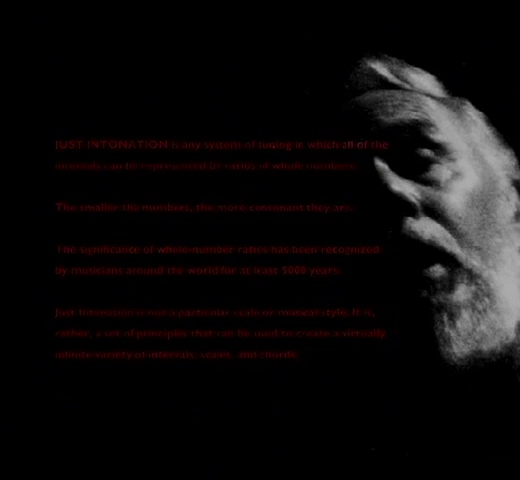 JUST INTONATION is any system of tuning in which all of the
intervals can be represented by ratios of whole numbers.
The smaller the numbers, the more consonant they are.
The significance of whole-number ratios has been recognized
by musicians around the world for at least 5000 years.
Just Intonation is not a particular scale or musical style. It is,
rather, a set of principles that can be used to create a virtually
infinite variety of intervals, scales, and chords.